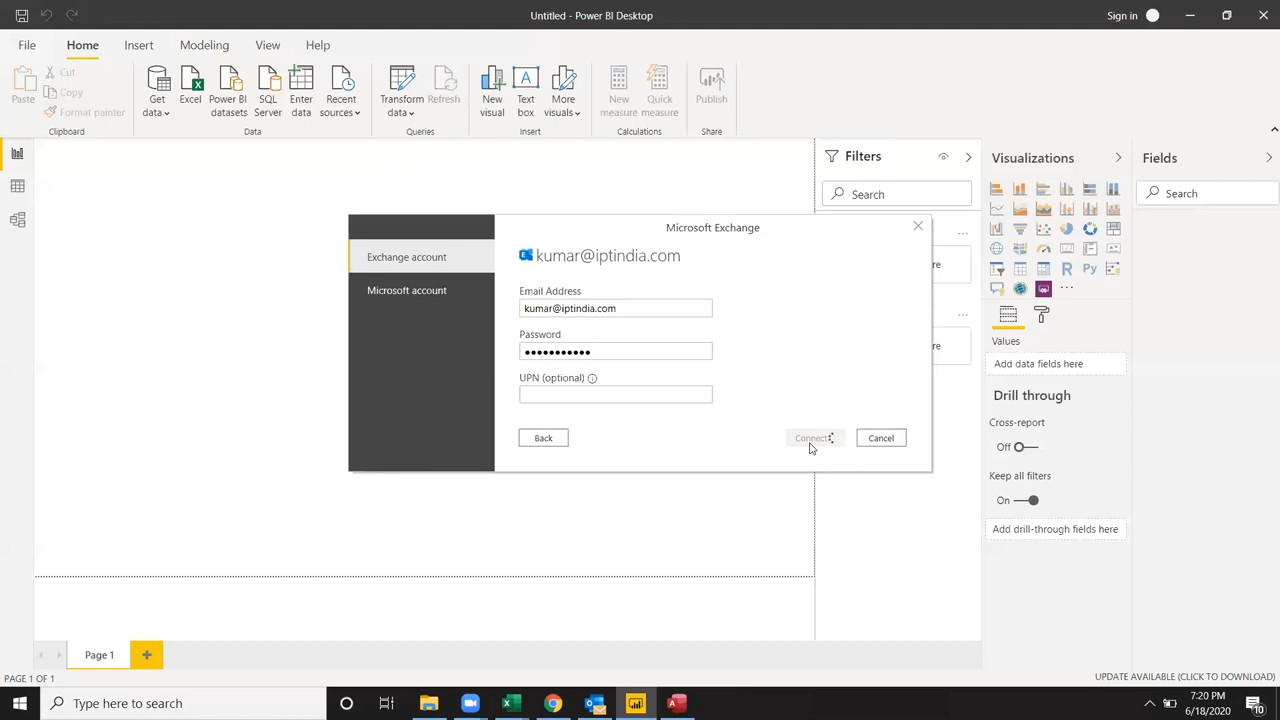 Untitled - Power BI Desktop
Sign in
File Home Insert Modeling View Help
Paste
Cut
Copy
Format painter
Clipboard
Get data
Excel
Power BI datasets
SQL Server
Enter data
Recent sources
Data
Transform data
Refresh
Queries
New visual
Text box
More visuals
Insert
New measure
Quick measure
Calculations
Publish
Share
Filters
Search
re
re
Visualizations
Values
Add data fields here
Drill through
Cross-report
Off
Keep all filters
On
Add drill-through fields here
Fields
Search
Microsoft Exchange
Exchange account
Microsoft account
kumar@iptindia.com
Email Address
kumar@iptindia.com
Password
UPN (optional)
Back
Connect
Cancel
R
Py
Page 1
PAGE 1 OF 1
UPDATE AVAILABLE (CLICK TO DOWNLOAD)
Type here to search
7:20 PM
6/18/2020
10